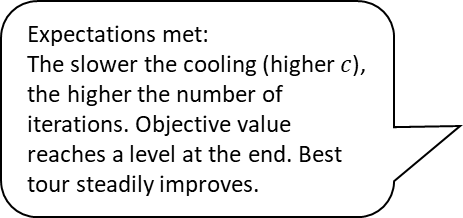 Expectations met:
The slower the cooling (higher c),
the higher the number of
iterations. Objective value
reaches a level at the end. Best
tour steadily improves.